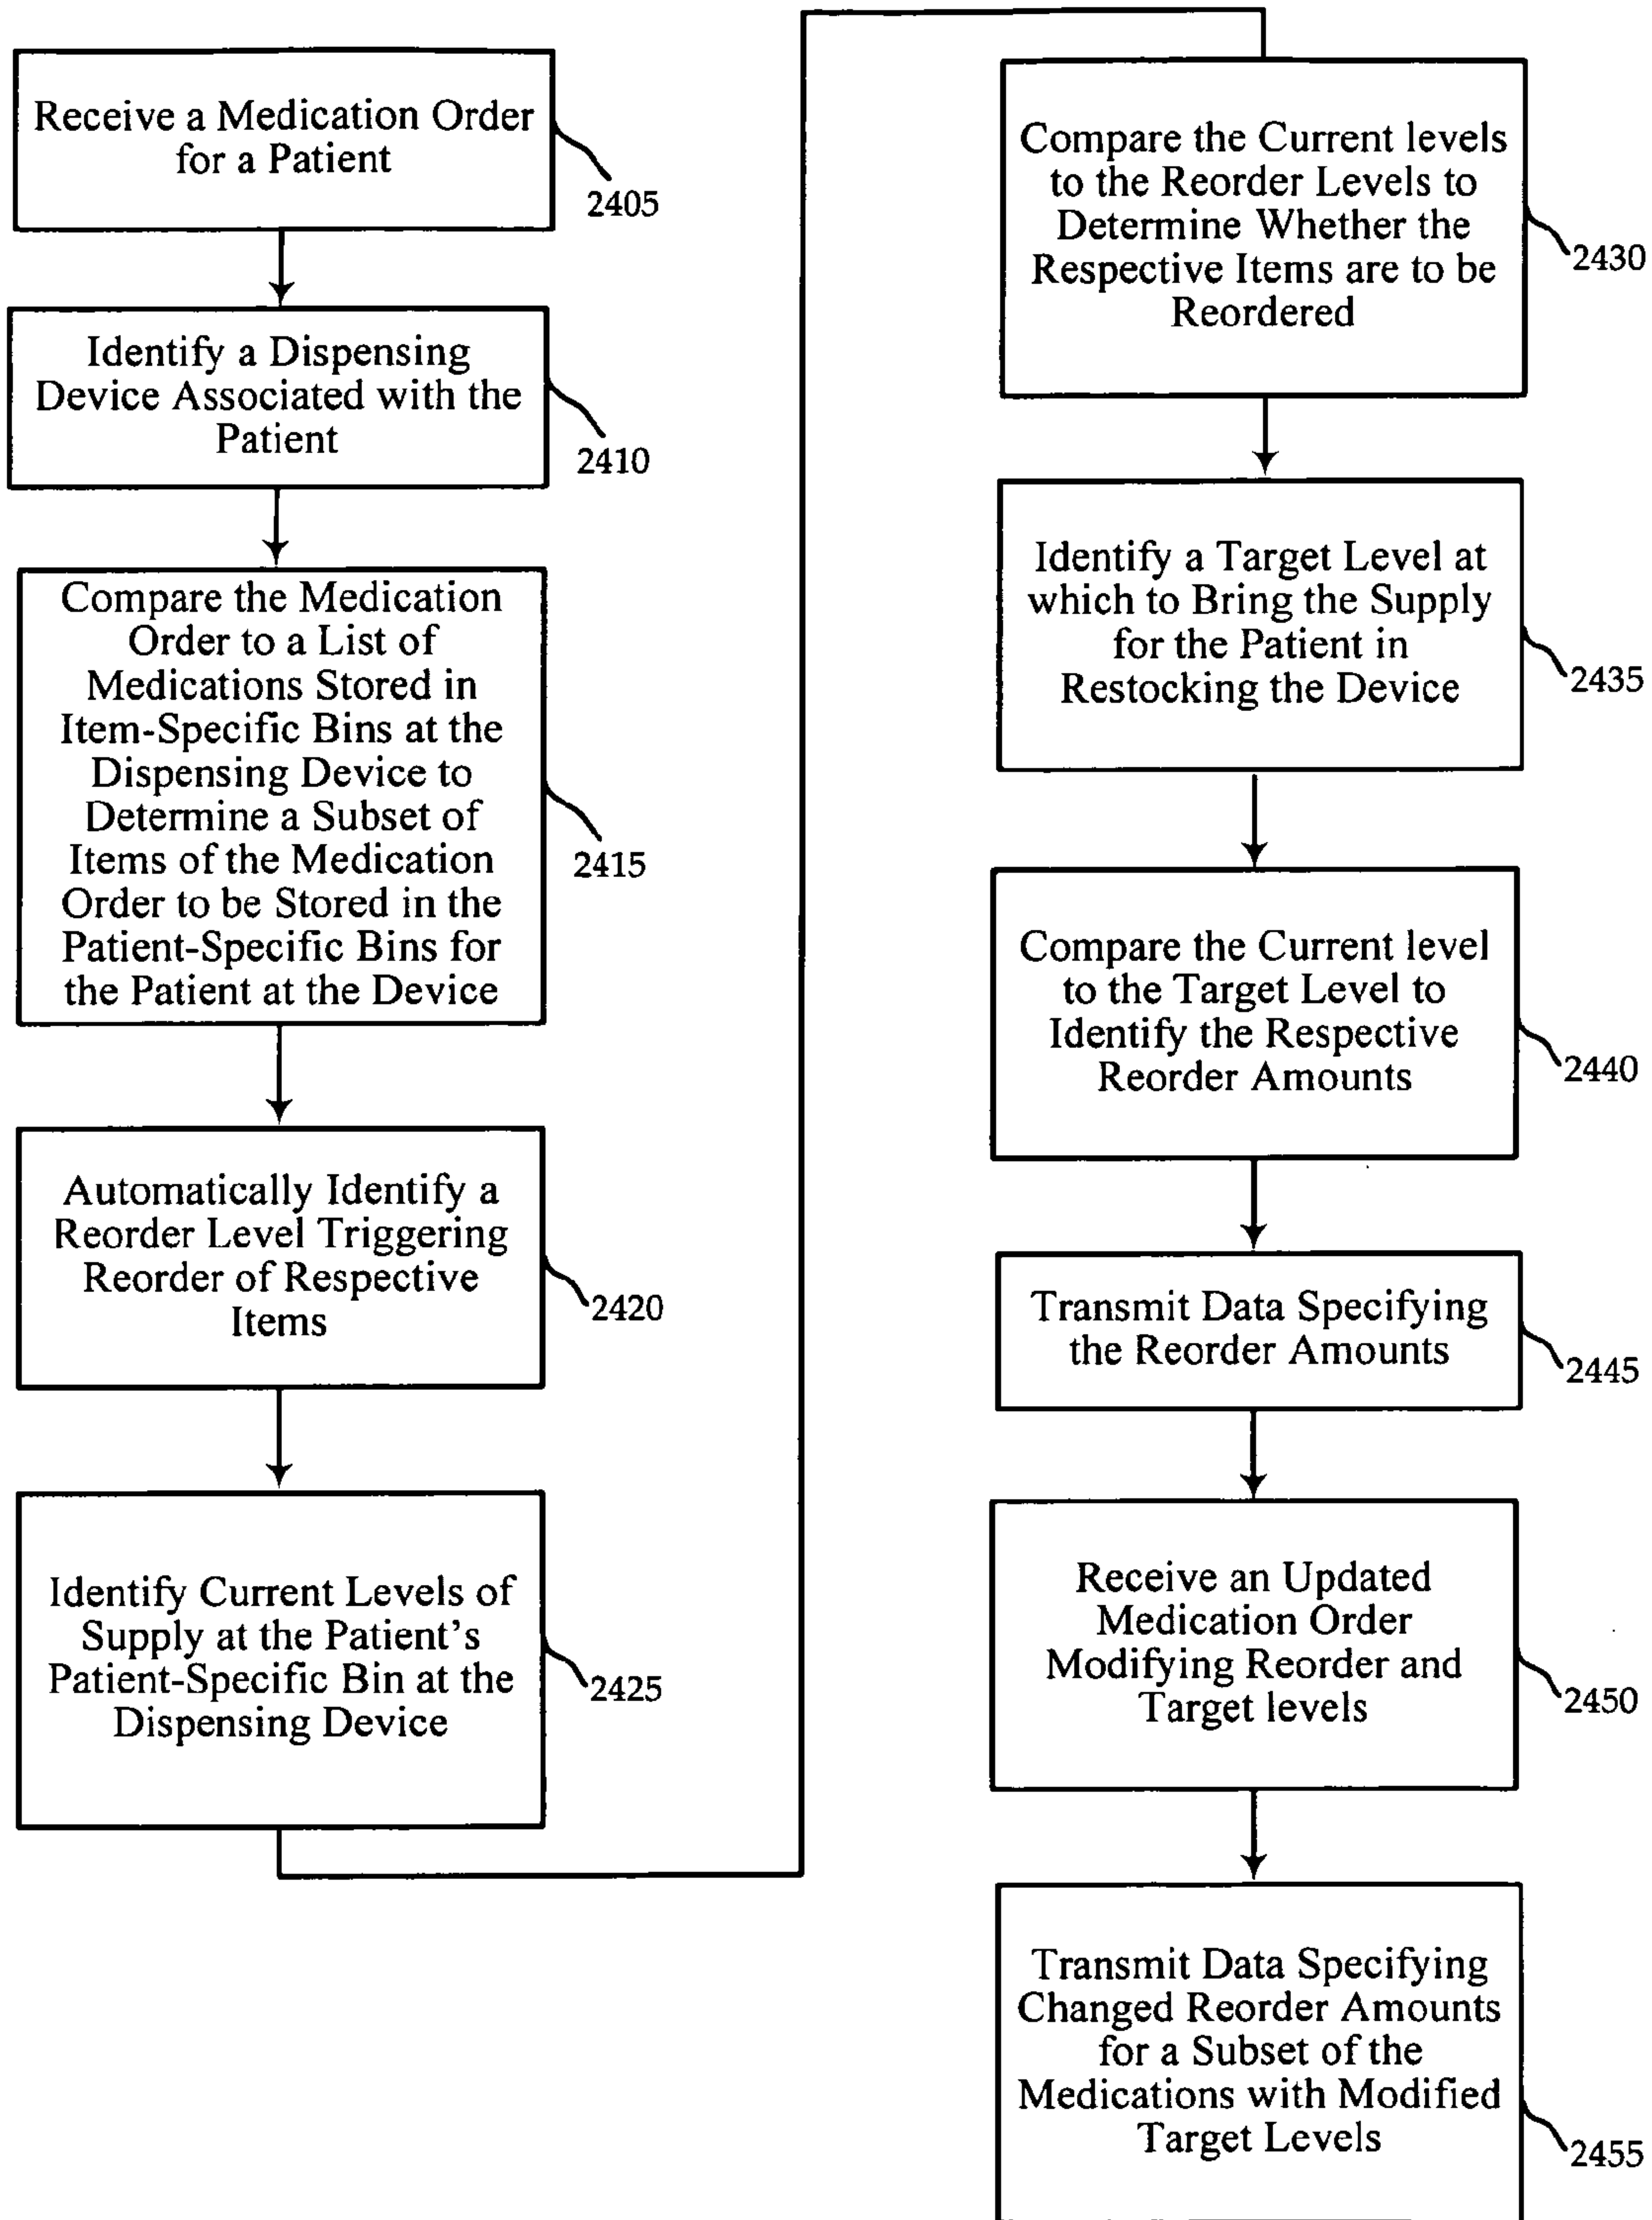 Receive a Medication Order
for a Patient
2405
Identify a Dispensing
Device Associated with the
Patient
2410
Compare the Medication
Order to a List of
Medications Stored in
Item-Specific Bins at the
Dispensing Device to
Determine a Subset of
Items of the Medication
Order to be Stored in the
Patient-Specific Bins for
the Patient at the Device
2415
Automatically Identify a
Reorder Level Triggering
Reorder of Respective
Items
2420
Identify Current Levels of
Supply at the Patient's
Patient-Specific Bin at the
Dispensing Device
2425
Compare the Current levels
to the Reorder Levels to
Determine Whether the
Respective Items are to be
Reordered
2430
Identify a Target Level at
which to Bring the Supply
for the Patient in
Restocking the Device
2435
Compare the Current level
to the Target Level to
Identify the Respective
Reorder Amounts
2440
Transmit Data Specifying
the Reorder Amounts
2445
Receive an Updated
Medication Order
Modifying Reorder and
Target levels
2450
Transmit Data Specifying
Changed Reorder Amounts
for a Subset of the
Medications with Modified
Target Levels
2455